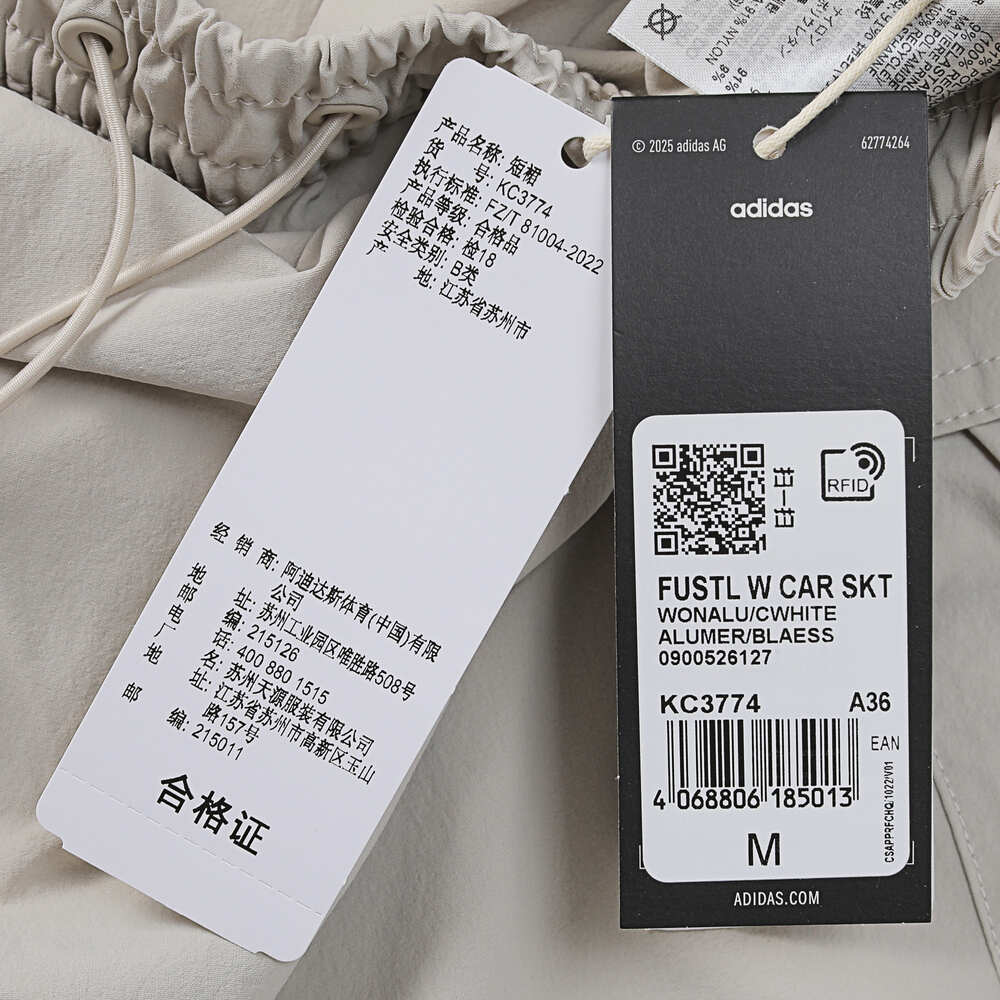 产品名称: 短裙
货 号: KC3774
执行标准: FZ/T 81004-2022
产品等级: 合格品
检验合格: 检18
安全类别: B类
产 地: 江苏省苏州市
经 销 商: 阿迪达斯体育(中国)有限
公司
地 址: 苏州工业园区唯胜路508号
邮 编: 215126
电 话: 400 880 1515
厂 名: 苏州天源服装有限公司
地 址: 江苏省苏州市高新区玉山
路157号
邮 编: 215011
合格证
© 2025 adidas AG
62774264
adidas
扫一扫
RFID
FUSTL W CAR SKT
WONALU/CWHITE
ALUMER/BLAESS
0900526127
KC3774 A36
EAN
4 068806 185013
CSAPPRFCHQ/1022/V01
M
ADIDAS.COM
NYLON